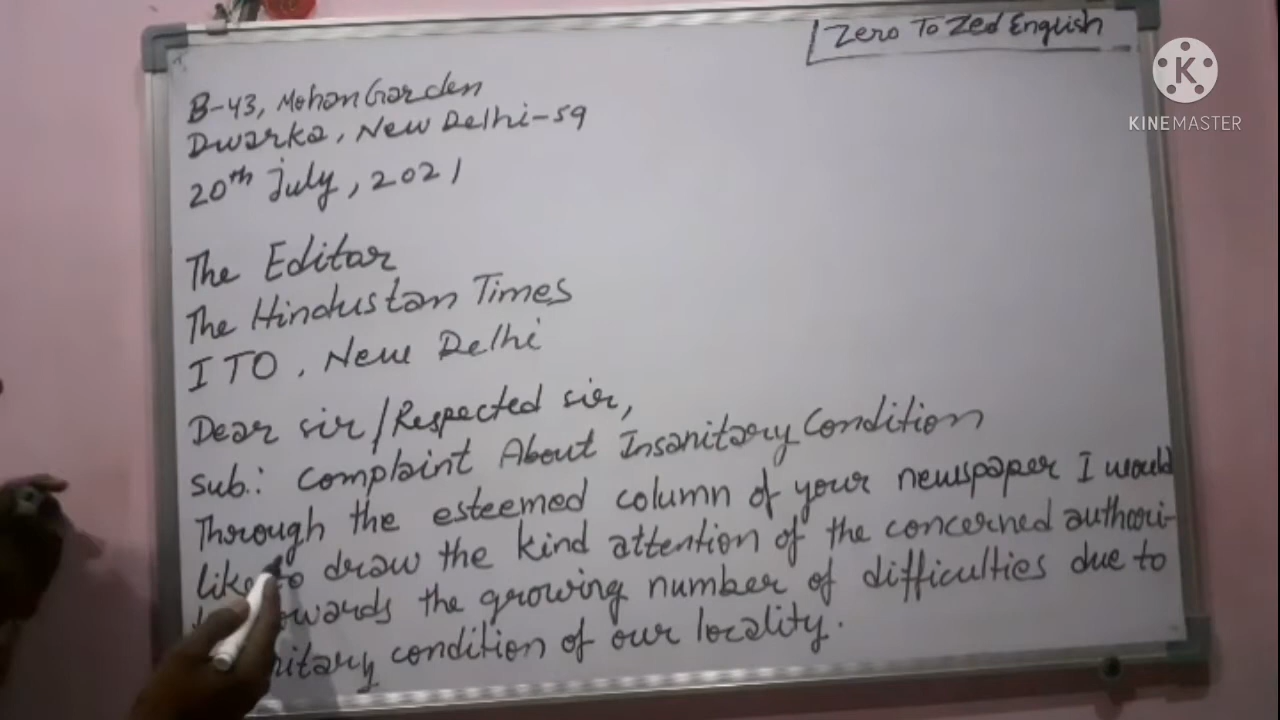 Zero To Zed English
KINEMASTER
B-43, Mohan Garden
Dwarka, New Delhi-59
20th july, 2021
The Editar
The Hindustan Times
ITO, New Delhi
Dear sir/Respected sir,
Sub.: Complaint About Insanitary Condition
Through the esteemed column of your newspaper I would
like to draw the kind attention of the concerned authori-
towards the growing number of difficulties due to
condition of our locality.